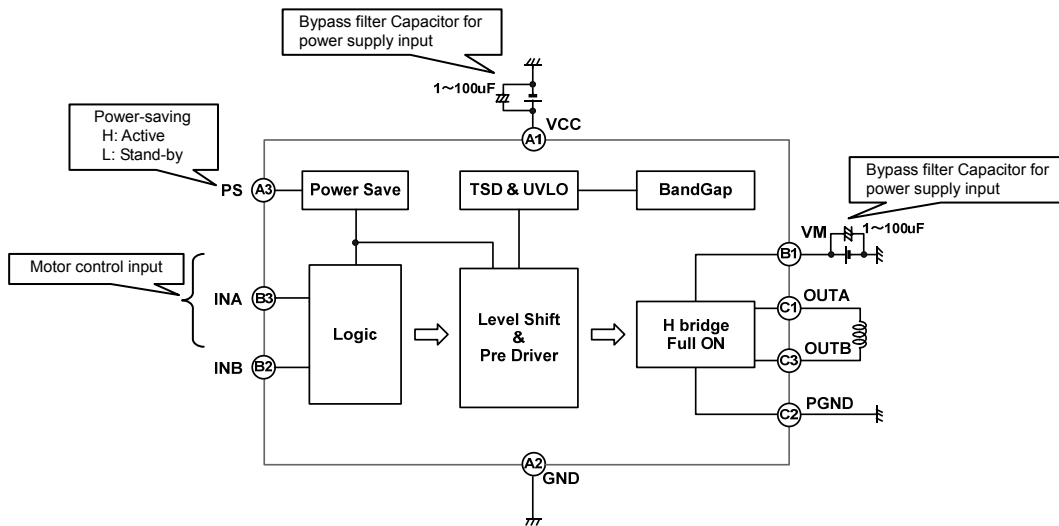 Bypass filter Capacitor for
power supply input
1～100uF
VCC
A1
Power-saving
H: Active
L: Stand-by
PS
A3
Power Save
TSD & UVLO
BandGap
Bypass filter Capacitor for
power supply input
1～100uF
VM
B1
Motor control input
INA
B3
INB
B2
Logic
Level Shift
&
Pre Driver
H bridge
Full ON
OUTA
C1
OUTB
C3
PGND
C2
A2
GND